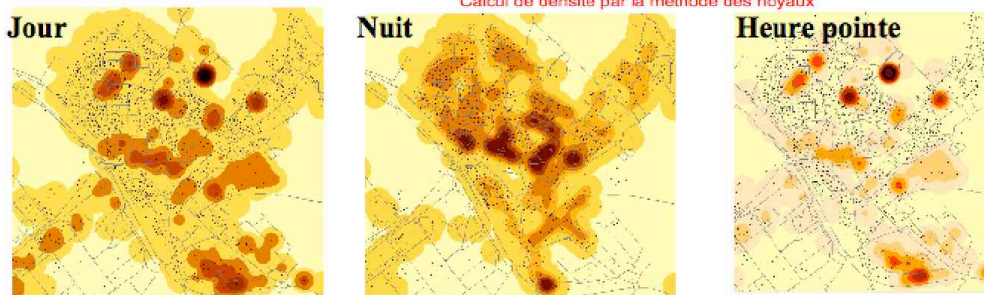 Calcul de densité par la méthode des noyaux
Jour
Nuit
Heure pointe